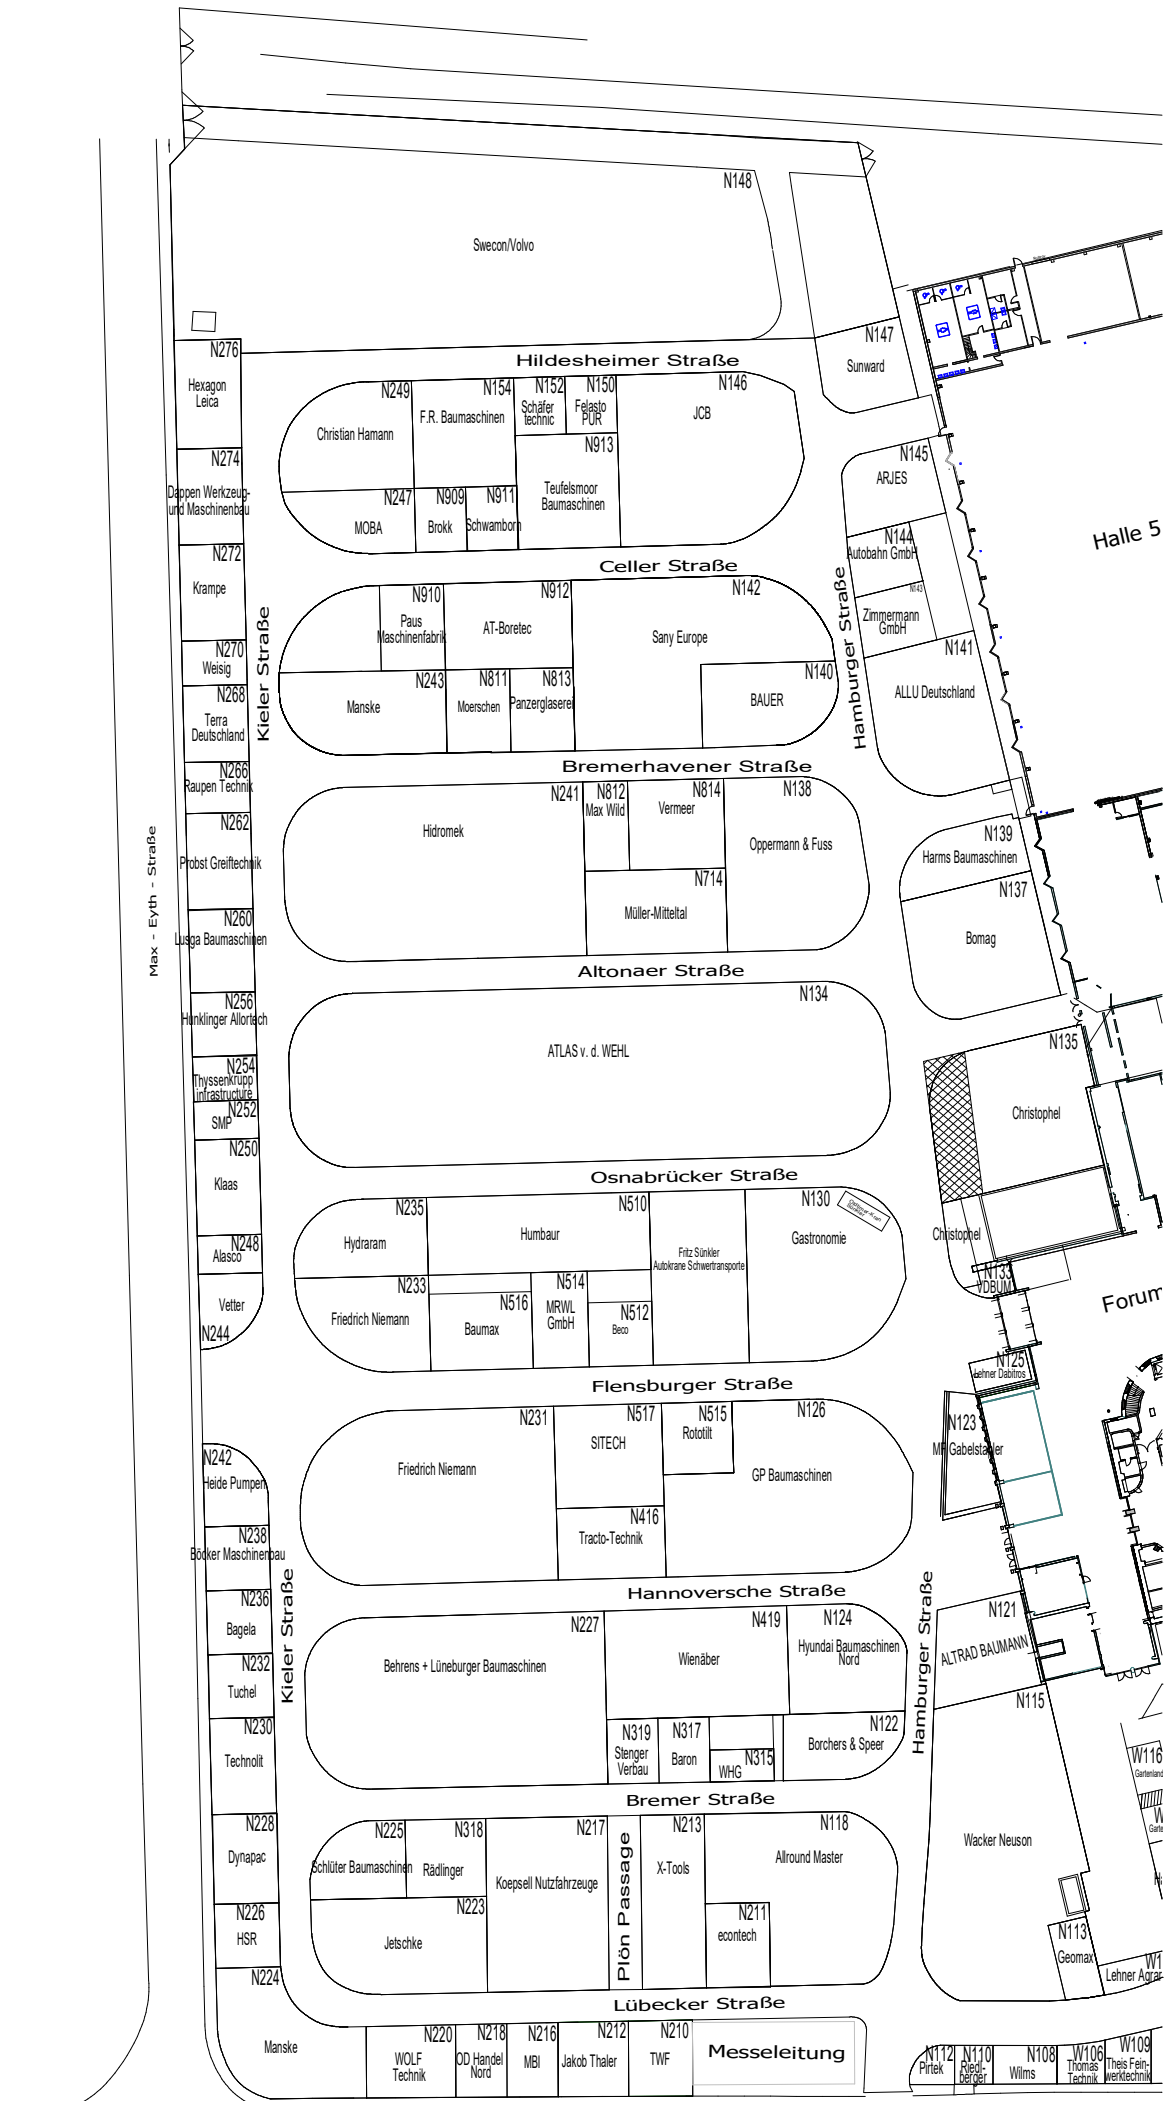 N148
Swecon/Volvo
N147
Sunward
Hildesheimer Straße
N276
Hexagon
Leica
N249
Christian Hamann
N154
F.R. Baumaschinen
N152
Schäfer
technic
N150
Felasto
PUR
N146
JCB
N913
Teufelsmoor
Baumaschinen
N247
MOBA
N909
Brokk
N911
Schwamborn
N145
ARJES
N274
Dappen Werkzeug-
und Maschinenbau
Halle 5
N144
Autobahn GmbH
N143
Zimmermann
GmbH
N272
Krampe
Celler Straße
N910
Paus
Maschinenfabrik
N912
AT-Boretec
N142
Sany Europe
N140
BAUER
N243
Manske
N811
Moerschen
N813
Panzerglaserei
Kieler Straße
Hamburger Straße
N141
ALLU Deutschland
N270
Weisig
N268
Terra
Deutschland
N266
Raupen Technik
Bremerhavener Straße
N262
Probst Greiftechnik
N241
Hidromek
N812
Max Wild
N814
Vermeer
N138
Oppermann & Fuss
N714
Müller-Mitteltal
N139
Harms Baumaschinen
N137
Bomag
Max - Eyth - Straße
N260
Lusga Baumaschinen
Altonaer Straße
N256
Hunklinger Allortech
N134
ATLAS v. d. WEHL
N135
Christophel
N254
Thyssenkrupp
infrastructure
N252
SMP
N250
Klaas
Osnabrücker Straße
N235
Hydraram
N510
Humbaur
Fritz Sünkler
Autokrane Schwertransporte
N130
Gastronomie
Christophel
N248
Alasco
N233
Friedrich Niemann
N516
Baumax
N514
MRWL
GmbH
N512
Beco
N133
VDBUM
Vetter
N244
Forum
Flensburger Straße
N125
Lehner Dabitros
N231
Friedrich Niemann
N517
SITECH
N515
Rototilt
N126
GP Baumaschinen
N123
MF Gabelstapler
N242
Heide Pumpen
N416
Tracto-Technik
N238
Böcker Maschinenbau
Hannoversche Straße
Kieler Straße
Hamburger Straße
N236
Bagela
N227
Behrens + Lüneburger Baumaschinen
N419
Wienäber
N124
Hyundai Baumaschinen
Nord
N121
ALTRAD BAUMANN
N232
Tuchel
N115
Wacker Neuson
N230
Technolit
N319
Stenger
Verbau
N317
Baron
N315
WHG
N122
Borchers & Speer
W116
Gartenland
Bremer Straße
N228
Dynapac
N225
Schlüter Baumaschinen
N318
Rädlinger
N217
Koepsell Nutzfahrzeuge
Plön Passage
N213
X-Tools
N118
Allround Master
N223
Jetschke
N211
econtech
N226
HSR
N113
Geomax
Lehner Agrar
N224
Manske
Lübecker Straße
N220
WOLF
Technik
N218
OD Handel
Nord
N216
MBI
N212
Jakob Thaler
N210
TWF
Messeleitung
N112
Pirtek
N110
Riedl-
berger
N108
Wilms
W106
Thomas
Technik
W109
Theis Fein-
werktechnik